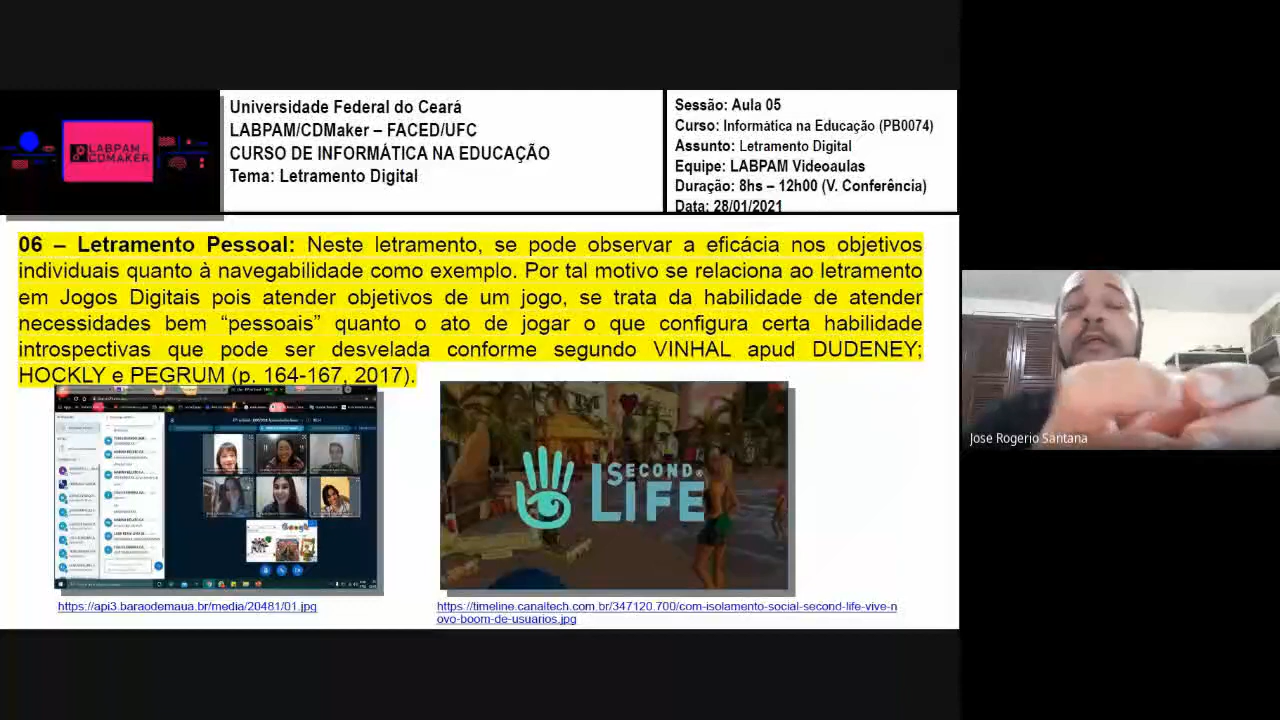 LABPAM
CDMAKER
Universidade Federal do Ceará
LABPAM/CDMaker – FACED/UFC
CURSO DE INFORMÁTICA NA EDUCAÇÃO
Tema: Letramento Digital
Sessão: Aula 05
Curso: Informática na Educação (PB0074)
Assunto: Letramento Digital
Equipe: LABPAM Videoaulas
Duração: 8hs – 12h00 (V. Conferência)
Data: 28/01/2021
06 – Letramento Pessoal: Neste letramento, se pode observar a eficácia nos objetivos
individuais quanto à navegabilidade como exemplo. Por tal motivo se relaciona ao letramento
em Jogos Digitais pois atender objetivos de um jogo, se trata da habilidade de atender
necessidades bem “pessoais” quanto o ato de jogar o que configura certa habilidade
introspectivas que pode ser desvelada conforme segundo VINHAL apud DUDENEY;
HOCKLY e PEGRUM (p. 164-167, 2017).
SECOND
LIFE
https://api3.baraodemaua.br/media/20481/01.jpg
https://timeline.canaltech.com.br/347120.700/com-isolamento-social-second-life-vive-n
ovo-boom-de-usuarios.jpg
Jose Rogerio Santana